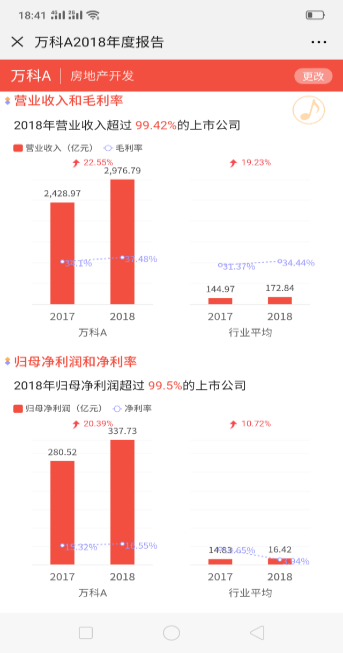 18:41
万科A2018年度报告
万科A 房地产开发 更改
营业收入和毛利率
2018年营业收入超过 99.42%的上市公司
营业收入（亿元） 毛利率
22.55% 19.23%
2,428.97 2,976.79
37.48% 31.37% 34.44%
144.97 172.84
2017 2018 2017 2018
万科A 行业平均
归母净利润和净利率
2018年归母净利润超过 99.5%的上市公司
归母净利润（亿元） 净利率
20.39% 10.72%
280.52 337.73
15.32% 16.55%
14.83 16.42
2017 2018 2017 2018
万科A 行业平均